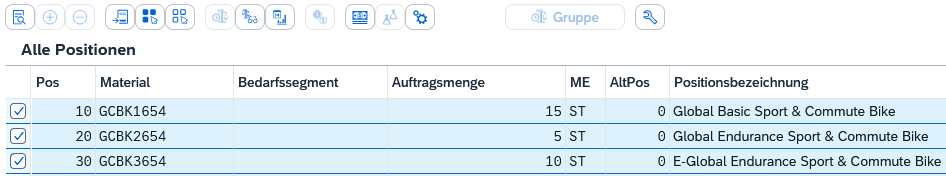 Gruppe
Alle Positionen
Pos Material Bedarfssegment Auftragsmenge ME AltPos Positionsbezeichnung
10 GCBK1654 15 ST 0 Global Basic Sport & Commute Bike
20 GCBK2654 5 ST 0 Global Endurance Sport & Commute Bike
30 GCBK3654 10 ST 0 E-Global Endurance Sport & Commute Bike